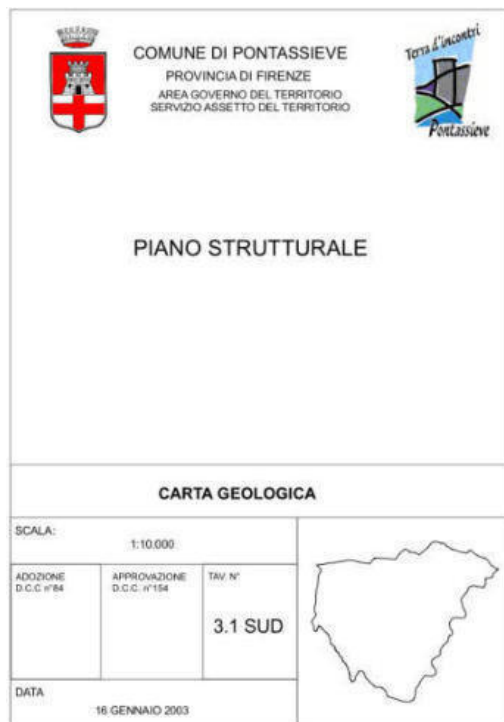 COMUNE DI PONTASSIEVE
PROVINCIA DI FIRENZE
AREA GOVERNO DEL TERRITORIO
SERVIZIO ASSETTO DEL TERRITORIO
Terra d'incontri
Pontassieve
PIANO STRUTTURALE
CARTA GEOLOGICA
SCALA:
1:10.000
ADOZIONE
D.C.C. n°84
APPROVAZIONE
D.C.C. n°154
TAV. N°
3.1 SUD
DATA
16 GENNAIO 2003